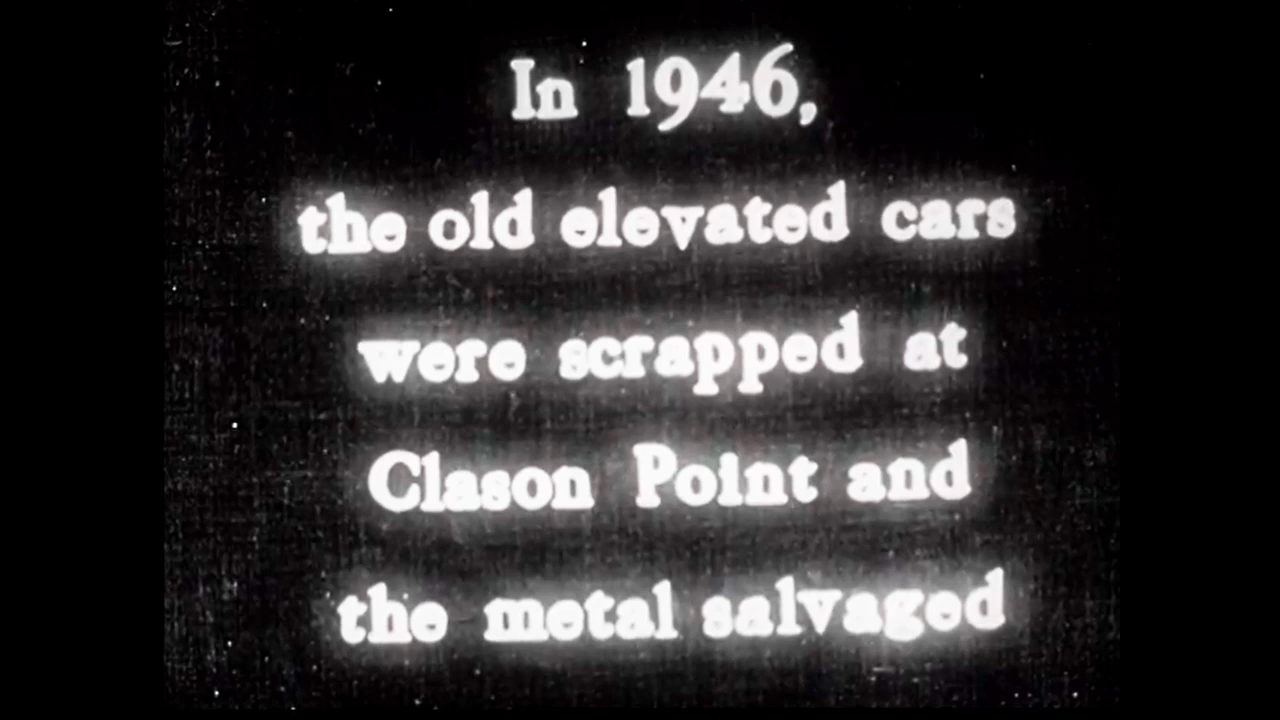 In 1946,
the old elevated cars
were scrapped at
Clason Point and
the metal salvaged